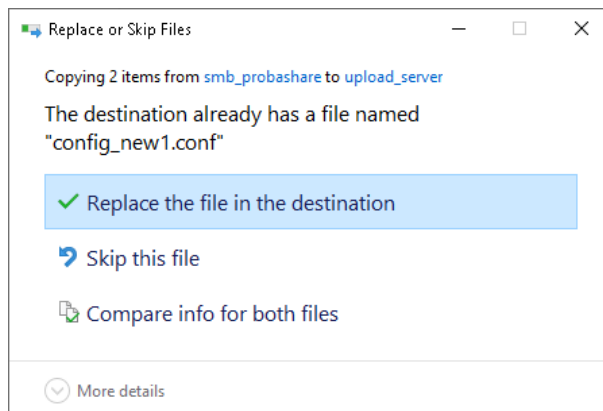 Replace or Skip Files
Copying 2 items from smb_probashare to upload_server
The destination already has a file named
"config_new1.conf"
Replace the file in the destination
Skip this file
Compare info for both files
More details